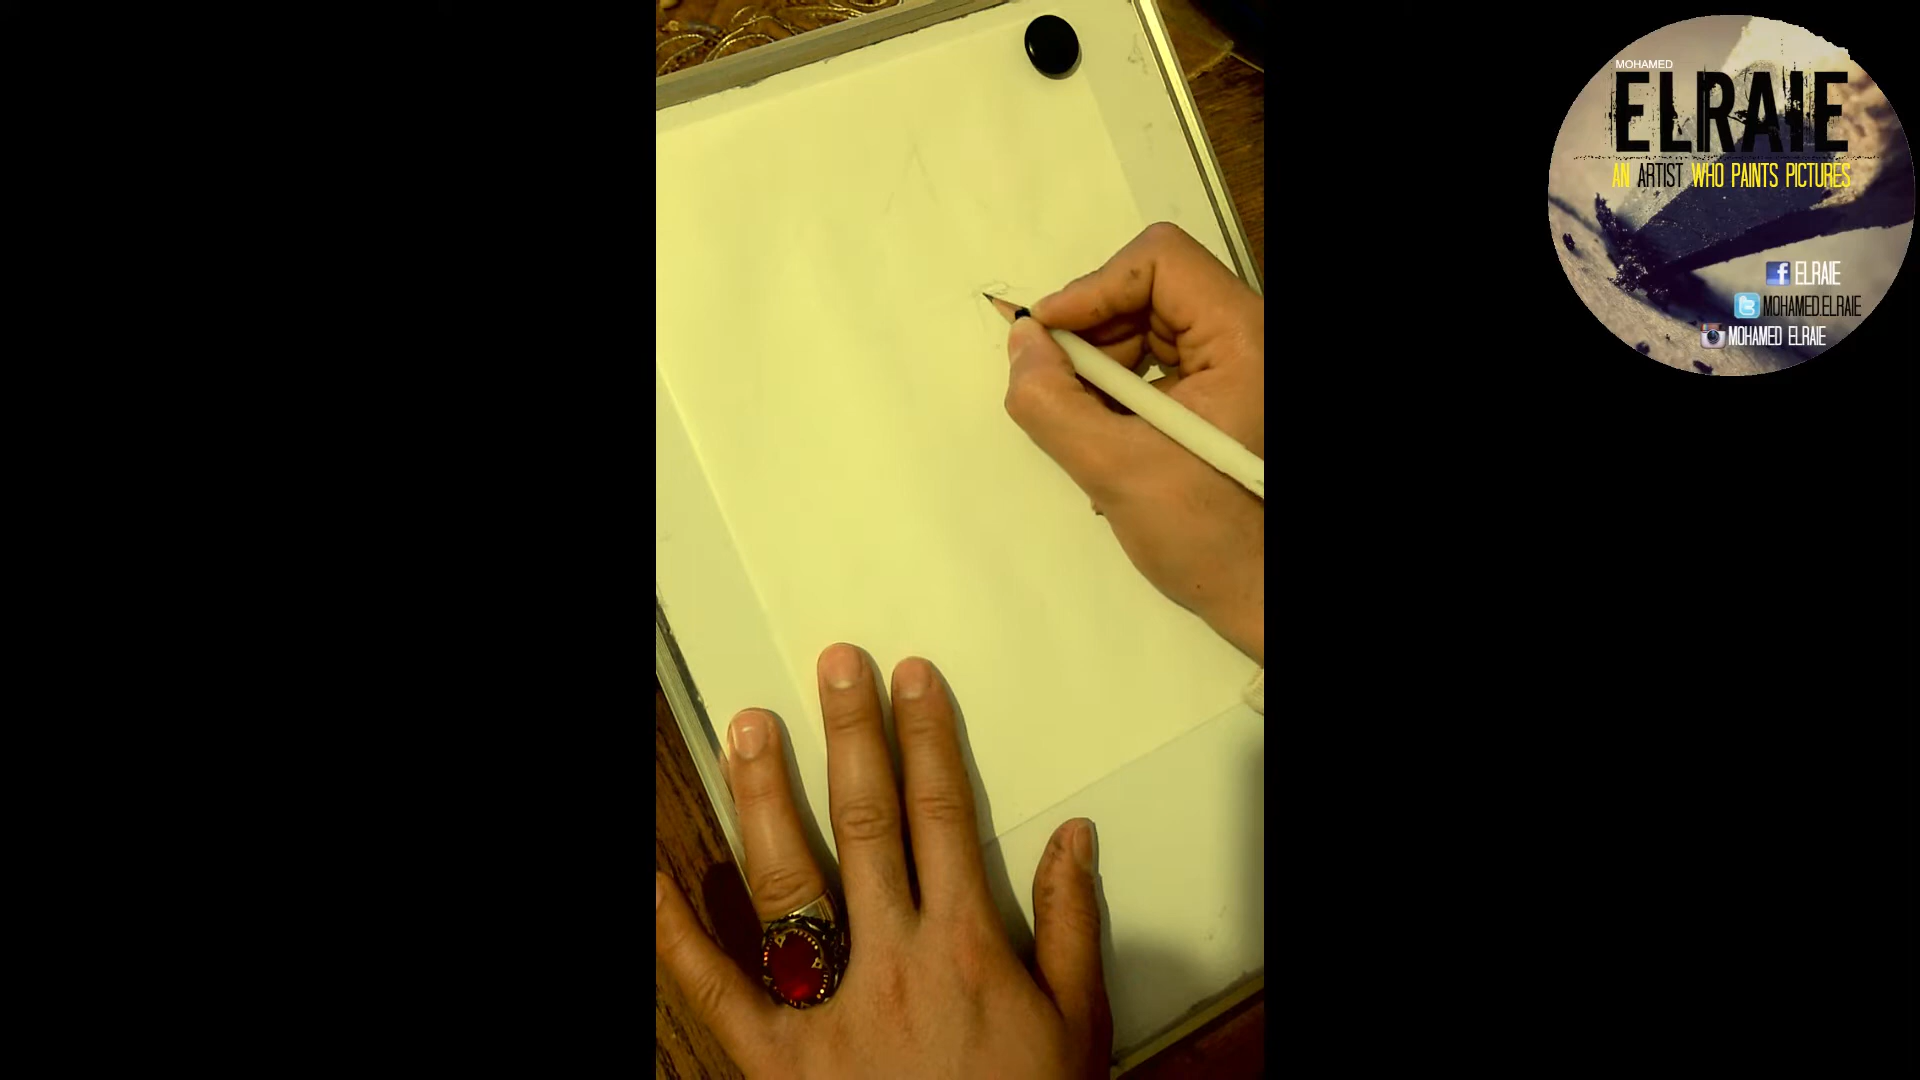 MOHAMED
ELRAIE
AN ARTIST WHO PAINTS PICTURES
ELRAIE
MOHAMED.ELRAIE
MOHAMED ELRAIE